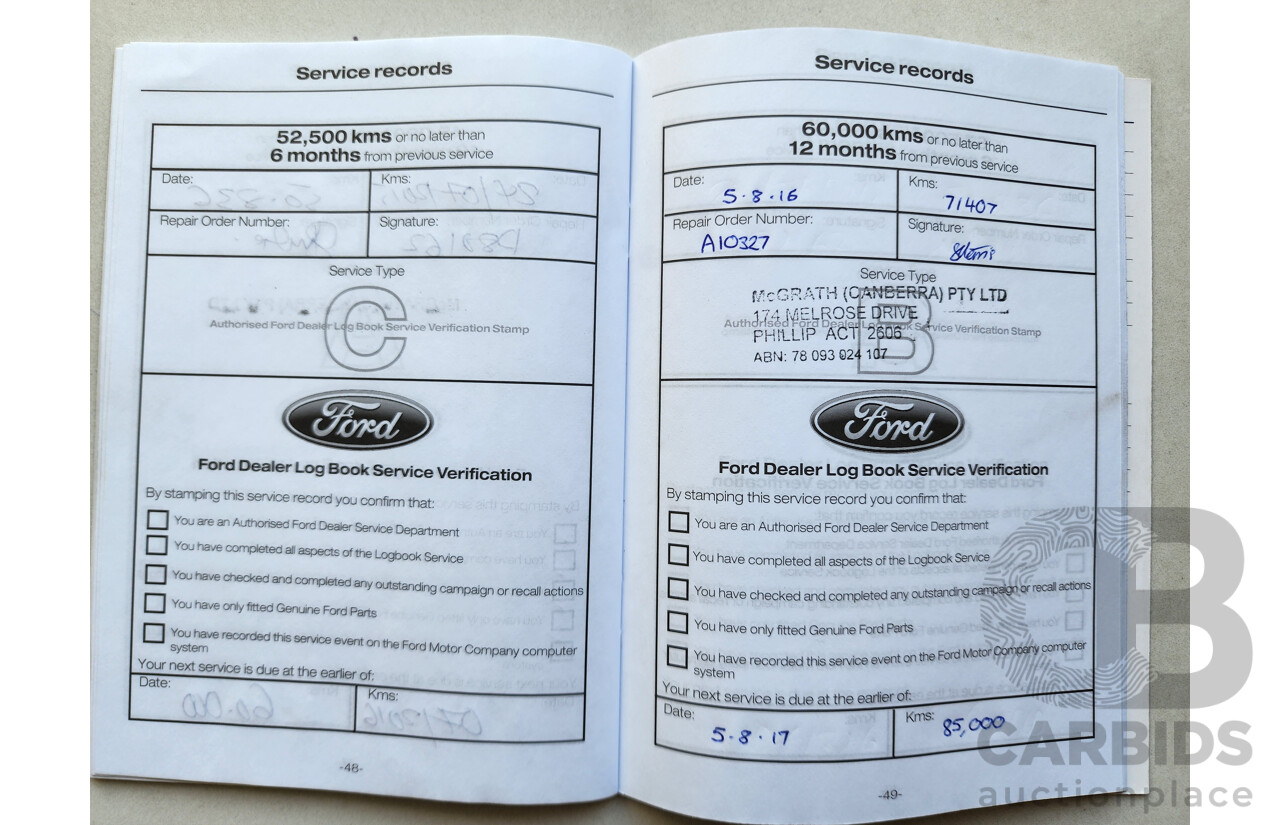 Service records
52,500 kms or no later than
6 months from previous service
Date:
Kms:
Repair Order Number:
Signature:
Service Type
C
Authorised Ford Dealer Log Book Service Verification Stamp
Ford
Ford Dealer Log Book Service Verification
By stamping this service record you confirm that:
You are an Authorised Ford Dealer Service Department
You have completed all aspects of the Logbook Service
You have checked and completed any outstanding campaign or recall actions
You have only fitted Genuine Ford Parts
You have recorded this service event on the Ford Motor Company computer
system
Your next service is due at the earlier of:
Date:
Kms:
-48-
Service records
60,000 kms or no later than
12 months from previous service
Date: 5.8.16
Kms: 71407
Repair Order Number: A10327
Signature:
Service Type
B
Authorised Ford Dealer Log Book Service Verification Stamp
McGRATH (CANBERRA) PTY LTD
174 MELROSE DRIVE
PHILLIP ACT 2606
ABN: 78 093 024 107
Ford
Ford Dealer Log Book Service Verification
By stamping this service record you confirm that:
You are an Authorised Ford Dealer Service Department
You have completed all aspects of the Logbook Service
You have checked and completed any outstanding campaign or recall actions
You have only fitted Genuine Ford Parts
You have recorded this service event on the Ford Motor Company computer
system
Your next service is due at the earlier of:
Date: 5.8.17
Kms: 85,000
-49-
CB
CARBIDS
auctionplace